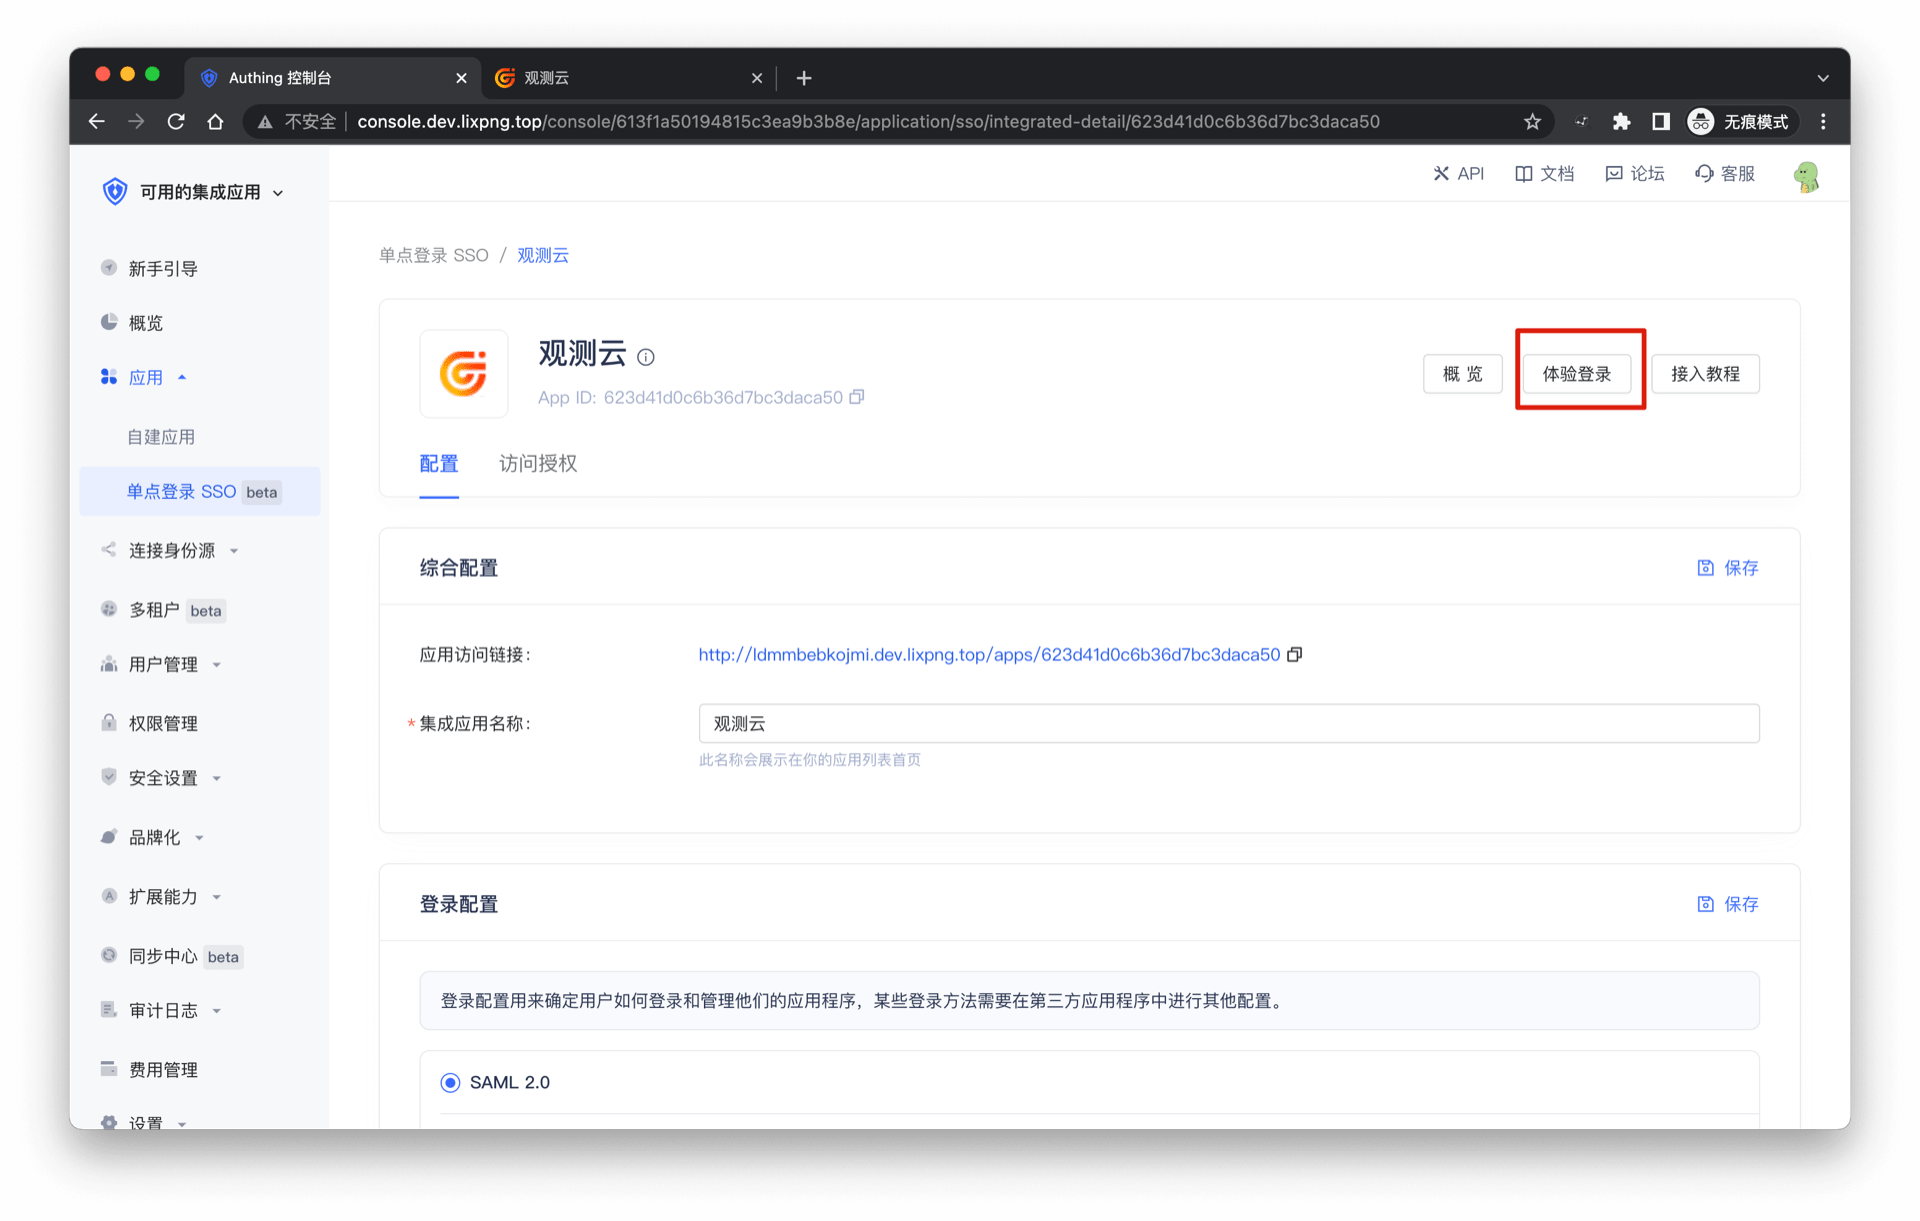 Authing 控制台
观测云
不安全
console.dev.lixpng.top/console/613f1a50194815c3ea9b3b8e/application/sso/integrated-detail/623d41d0c6b36d7bc3daca50
无痕模式
可用的集成应用
API
文档
论坛
客服
新手引导
概览
应用
自建应用
单点登录 SSO beta
连接身份源
多租户 beta
用户管理
权限管理
安全设置
品牌化
扩展能力
同步中心 beta
审计日志
费用管理
设置
单点登录 SSO / 观测云
观测云
App ID: 623d41d0c6b36d7bc3daca50
概 览
体验登录
接入教程
配置
访问授权
综合配置
保存
应用访问链接:
http://ldmmbebkojmi.dev.lixpng.top/apps/623d41d0c6b36d7bc3daca50
* 集成应用名称:
观测云
此名称会展示在你的应用列表首页
登录配置
保存
登录配置用来确定用户如何登录和管理他们的应用程序，某些登录方法需要在第三方应用程序中进行其他配置。
SAML 2.0